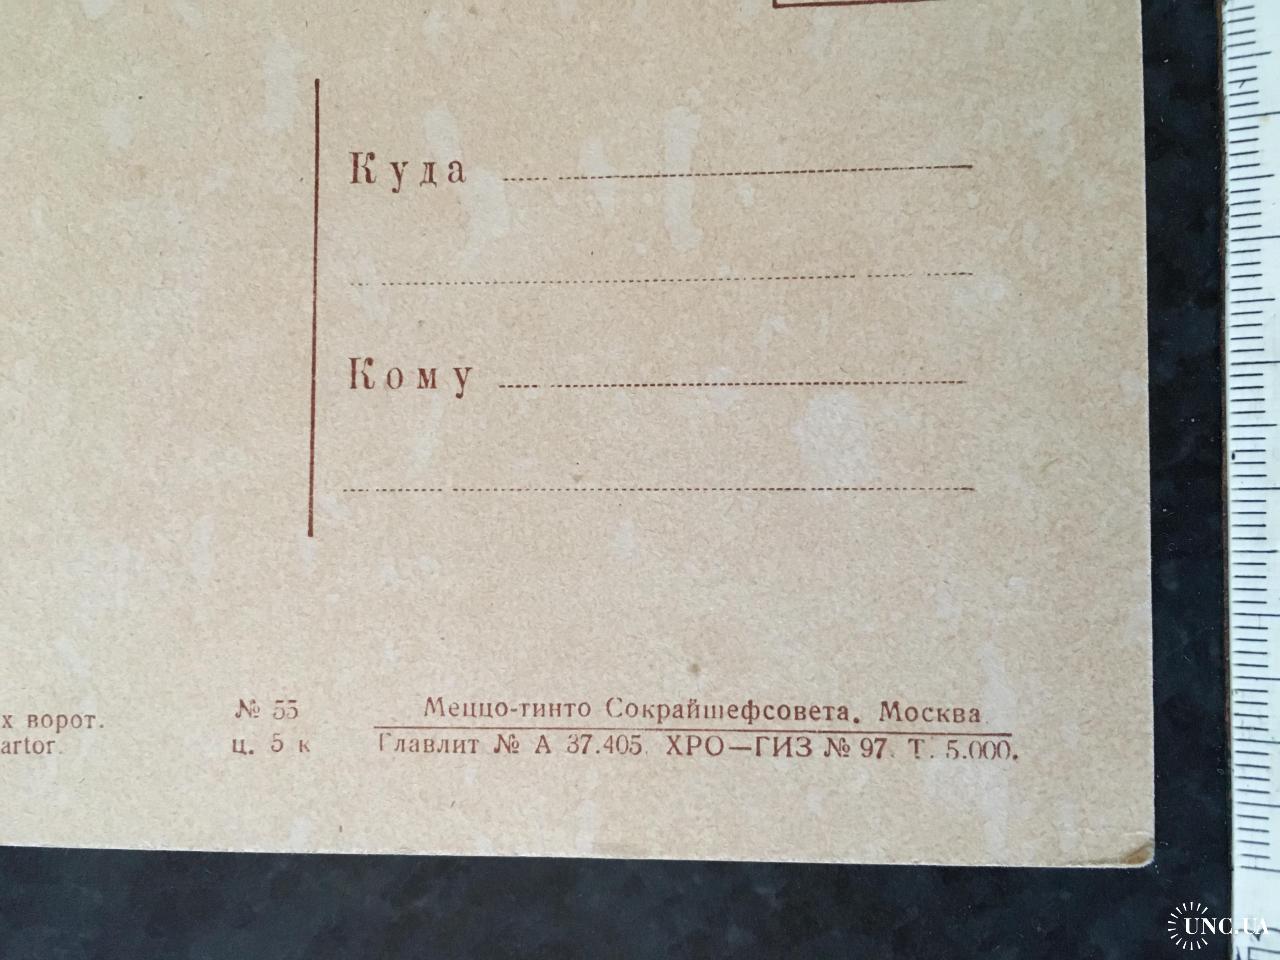 Куда
Кому
х ворот.
artor.
№ 55
ц. 5 к
Меццо-тинто Сокрайшефсовета. Москва.
Главлит № А 37.405. ХРО—ГИЗ № 97. Т. 5.000.
UNC.UA